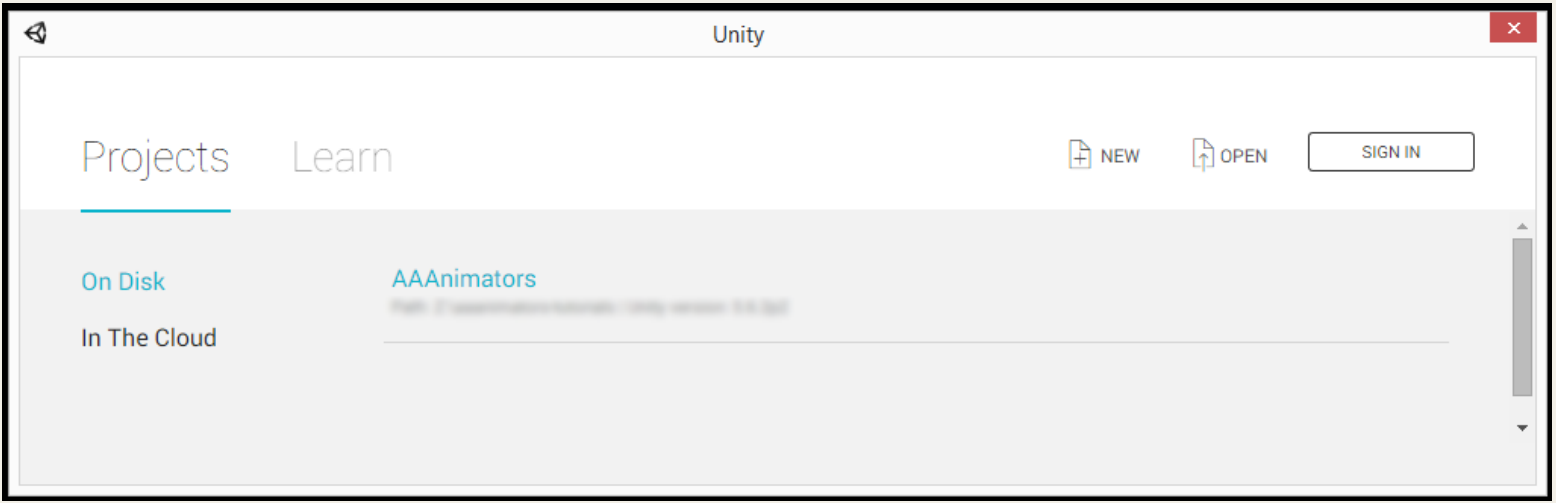 Unity
Projects Learn NEW OPEN SIGN IN
On Disk
AAAnimators
In The Cloud